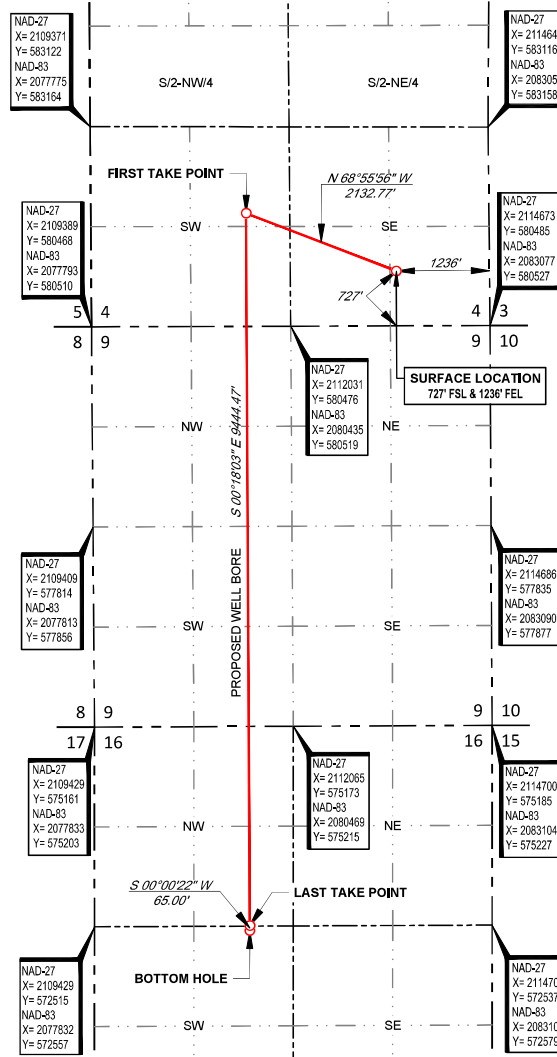 NAD-27
X= 2109371
Y= 583122
NAD-83
X= 2077775
Y= 583164
S/2-NW/4
S/2-NE/4
NAD-27
X= 211464
Y= 583116
NAD-83
X= 208305
Y= 583158
FIRST TAKE POINT
N 68°55'56" W
2132.77'
SW
SE
1236'
727'
NAD-27
X= 2109389
Y= 580468
NAD-83
X= 2077793
Y= 580510
NAD-27
X= 2114673
Y= 580485
NAD-83
X= 2083077
Y= 580527
5 4
8 9
4 3
9 10
SURFACE LOCATION
727' FSL & 1236' FEL
NAD-27
X= 2112031
Y= 580476
NAD-83
X= 2080435
Y= 580519
NW
NE
S 00°18'03" E 9444.47'
PROPOSED WELL BORE
NAD-27
X= 2109409
Y= 577814
NAD-83
X= 2077813
Y= 577856
NAD-27
X= 2114686
Y= 577835
NAD-83
X= 2083090
Y= 577877
SW
SE
8 9
17 16
9 10
16 15
NAD-27
X= 2109429
Y= 575161
NAD-83
X= 2077833
Y= 575203
NAD-27
X= 2112065
Y= 575173
NAD-83
X= 2080469
Y= 575215
NAD-27
X= 2114700
Y= 575185
NAD-83
X= 2083104
Y= 575227
NW
NE
S 00°00'22" W
65.00'
LAST TAKE POINT
BOTTOM HOLE
NAD-27
X= 2109429
Y= 572515
NAD-83
X= 2077832
Y= 572557
NAD-27
X= 211470
Y= 572537
NAD-83
X= 208310
Y= 572579
SW
SE